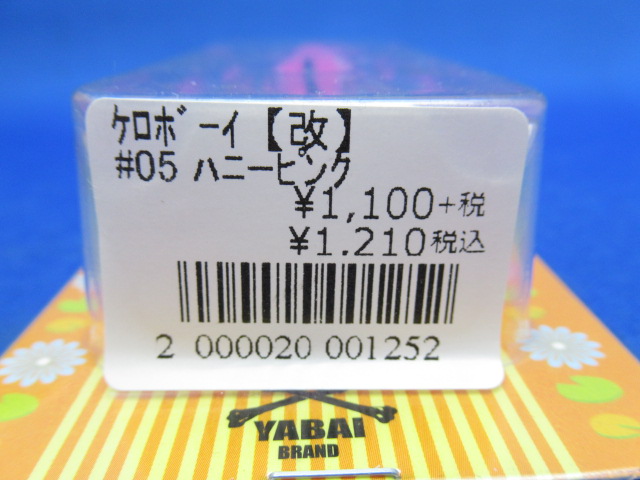 ｹﾛﾎﾞｰｲ【改】
#05 ﾊﾆｰﾋﾟﾝｸ
¥1,100+税
¥1.210税込
2 000020 001252
YABAI
BRAND